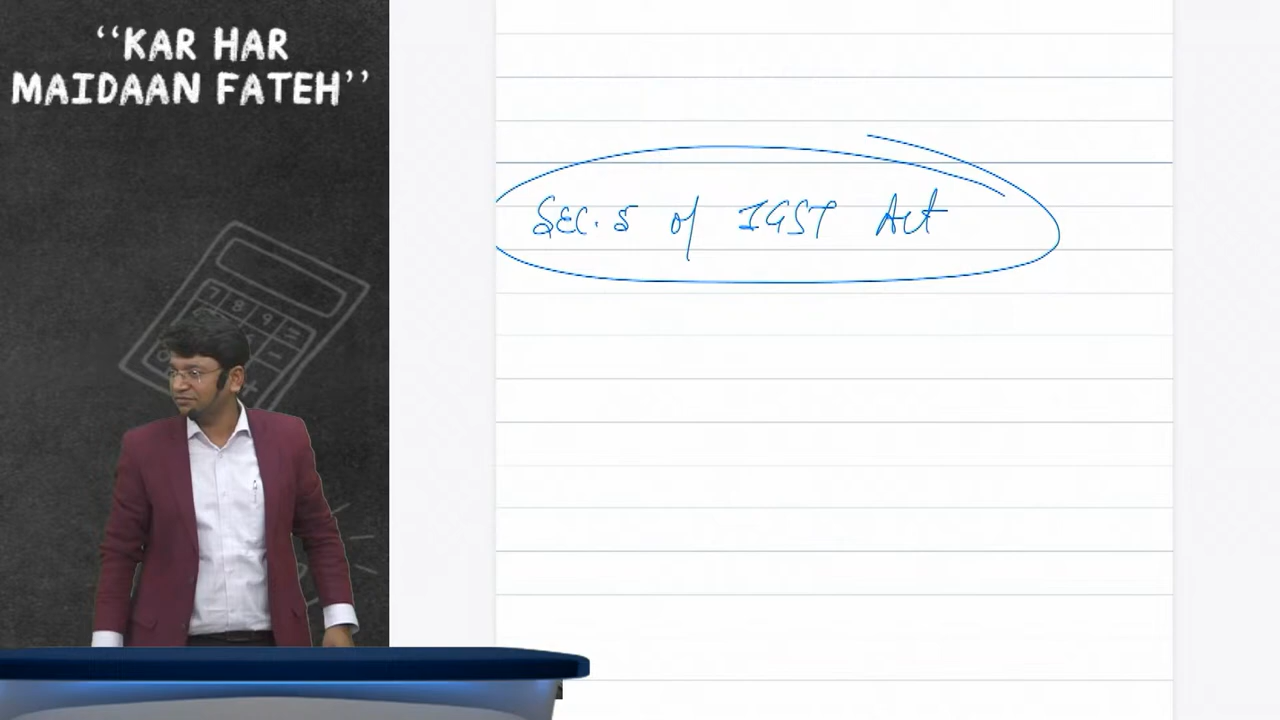 “KAR HAR
MAIDAAN FATEH”
SEC. 5 of IGST Act